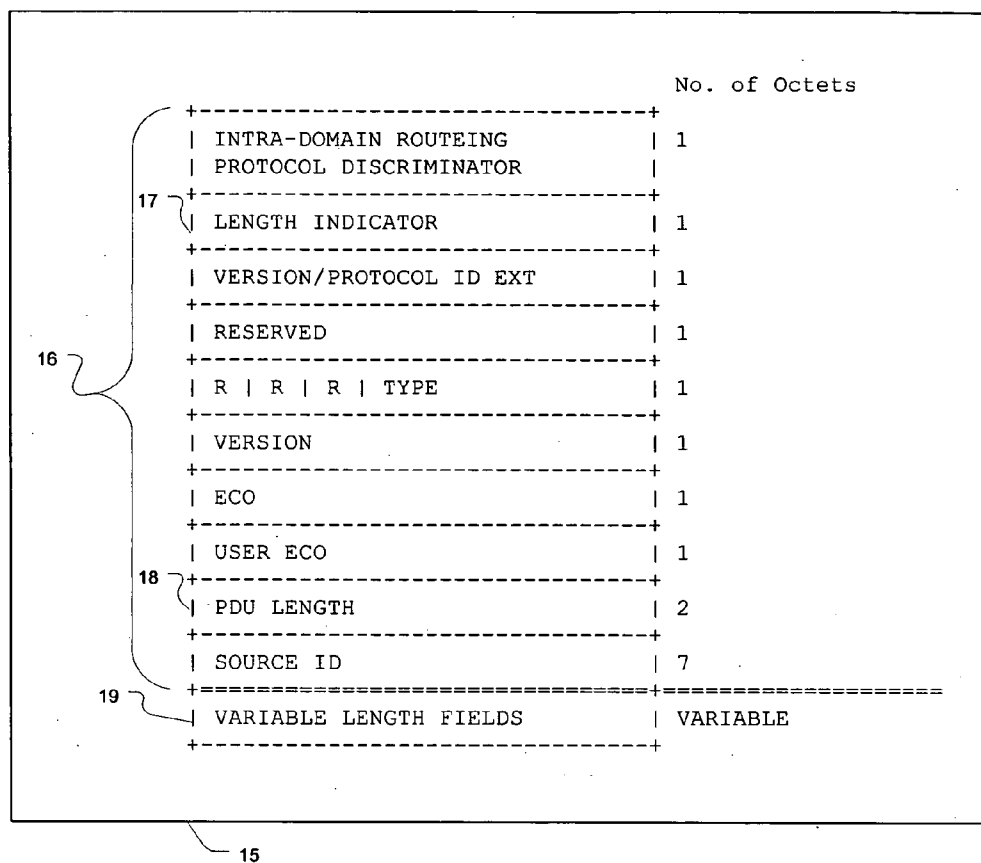 No. of Octets
+-------------------------------+
| INTRA-DOMAIN ROUTEING | 1
| PROTOCOL DISCRIMINATOR |
17 +-------------------------------+
| LENGTH INDICATOR | 1
+-------------------------------+
| VERSION/PROTOCOL ID EXT | 1
+-------------------------------+
| RESERVED | 1
16 +-------------------------------+
| R | R | R | TYPE | 1
+-------------------------------+
| VERSION | 1
+-------------------------------+
| ECO | 1
+-------------------------------+
| USER ECO | 1
18 +-------------------------------+
| PDU LENGTH | 2
+-------------------------------+
| SOURCE ID | 7
19 +===============================+====================
| VARIABLE LENGTH FIELDS | VARIABLE
+-------------------------------+
15